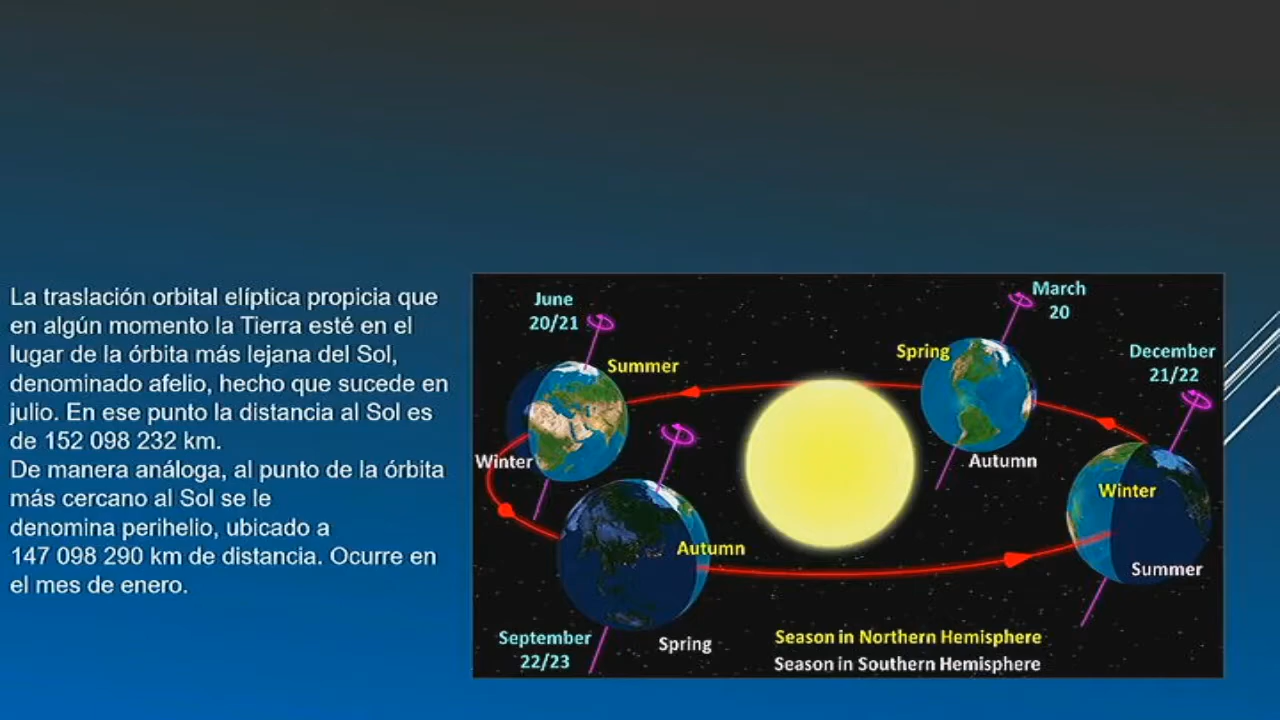 La traslación orbital elíptica propicia que
en algún momento la Tierra esté en el
lugar de la órbita más lejana del Sol,
denominado afelio, hecho que sucede en
julio. En ese punto la distancia al Sol es
de 152 098 232 km.
De manera análoga, al punto de la órbita
más cercano al Sol se le
denomina perihelio, ubicado a
147 098 290 km de distancia. Ocurre en
el mes de enero.
June
20/21
Summer
Winter
March
20
Spring
Autumn
December
21/22
Winter
Summer
Autumn
September
22/23
Spring
Season in Northern Hemisphere
Season in Southern Hemisphere